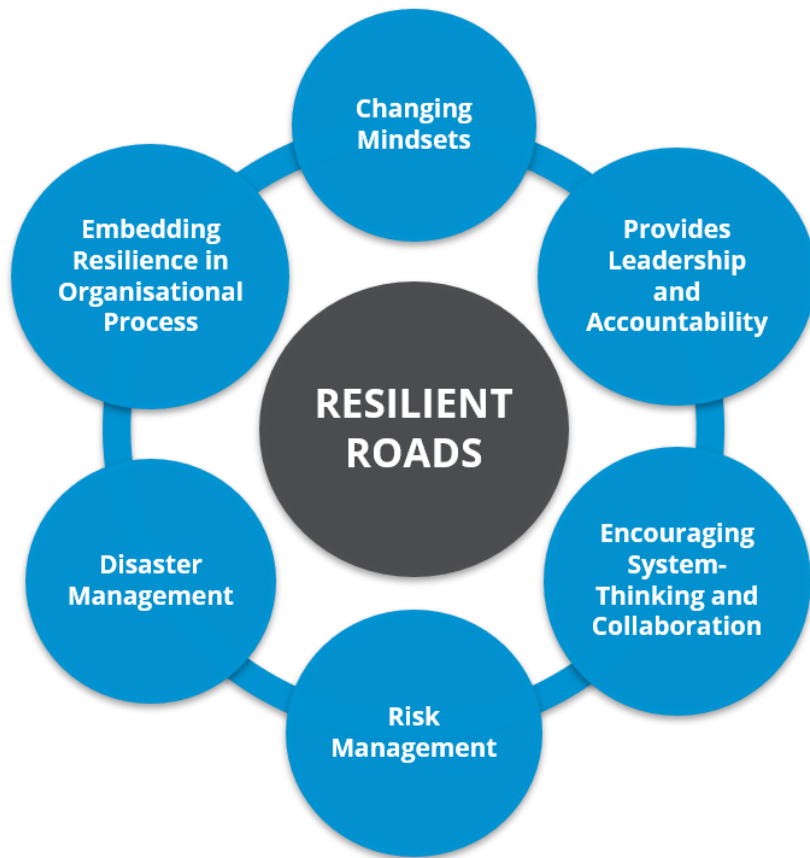 Changing
Mindsets
Provides
Leadership
and
Accountability
Encouraging
System-
Thinking and
Collaboration
Risk
Management
Disaster
Management
Embedding
Resilience in
Organisational
Process
RESILIENT
ROADS